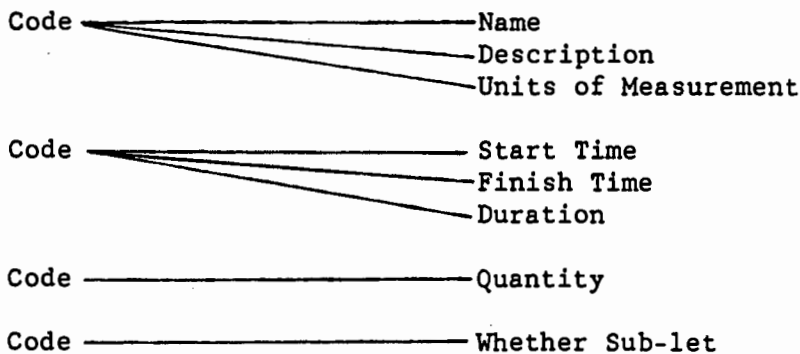 Code Name
Description
Units of Measurement
Code Start Time
Finish Time
Duration
Code Quantity
Code Whether Sub-let